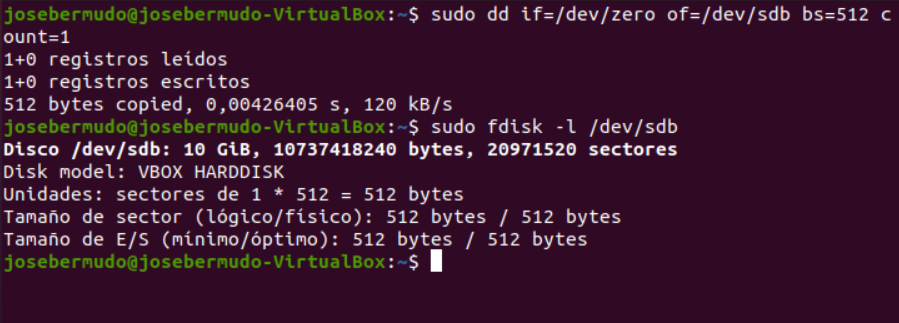 josebermudo@josebermudo-VirtualBox:~$ sudo dd if=/dev/zero of=/dev/sdb bs=512 c
ount=1
1+0 registros leídos
1+0 registros escritos
512 bytes copied, 0,00426405 s, 120 kB/s
josebermudo@josebermudo-VirtualBox:~$ sudo fdisk -l /dev/sdb
Disco /dev/sdb: 10 GiB, 10737418240 bytes, 20971520 sectores
Disk model: VBOX HARDDISK
Unidades: sectores de 1 * 512 = 512 bytes
Tamaño de sector (lógico/físico): 512 bytes / 512 bytes
Tamaño de E/S (mínimo/óptimo): 512 bytes / 512 bytes
josebermudo@josebermudo-VirtualBox:~$